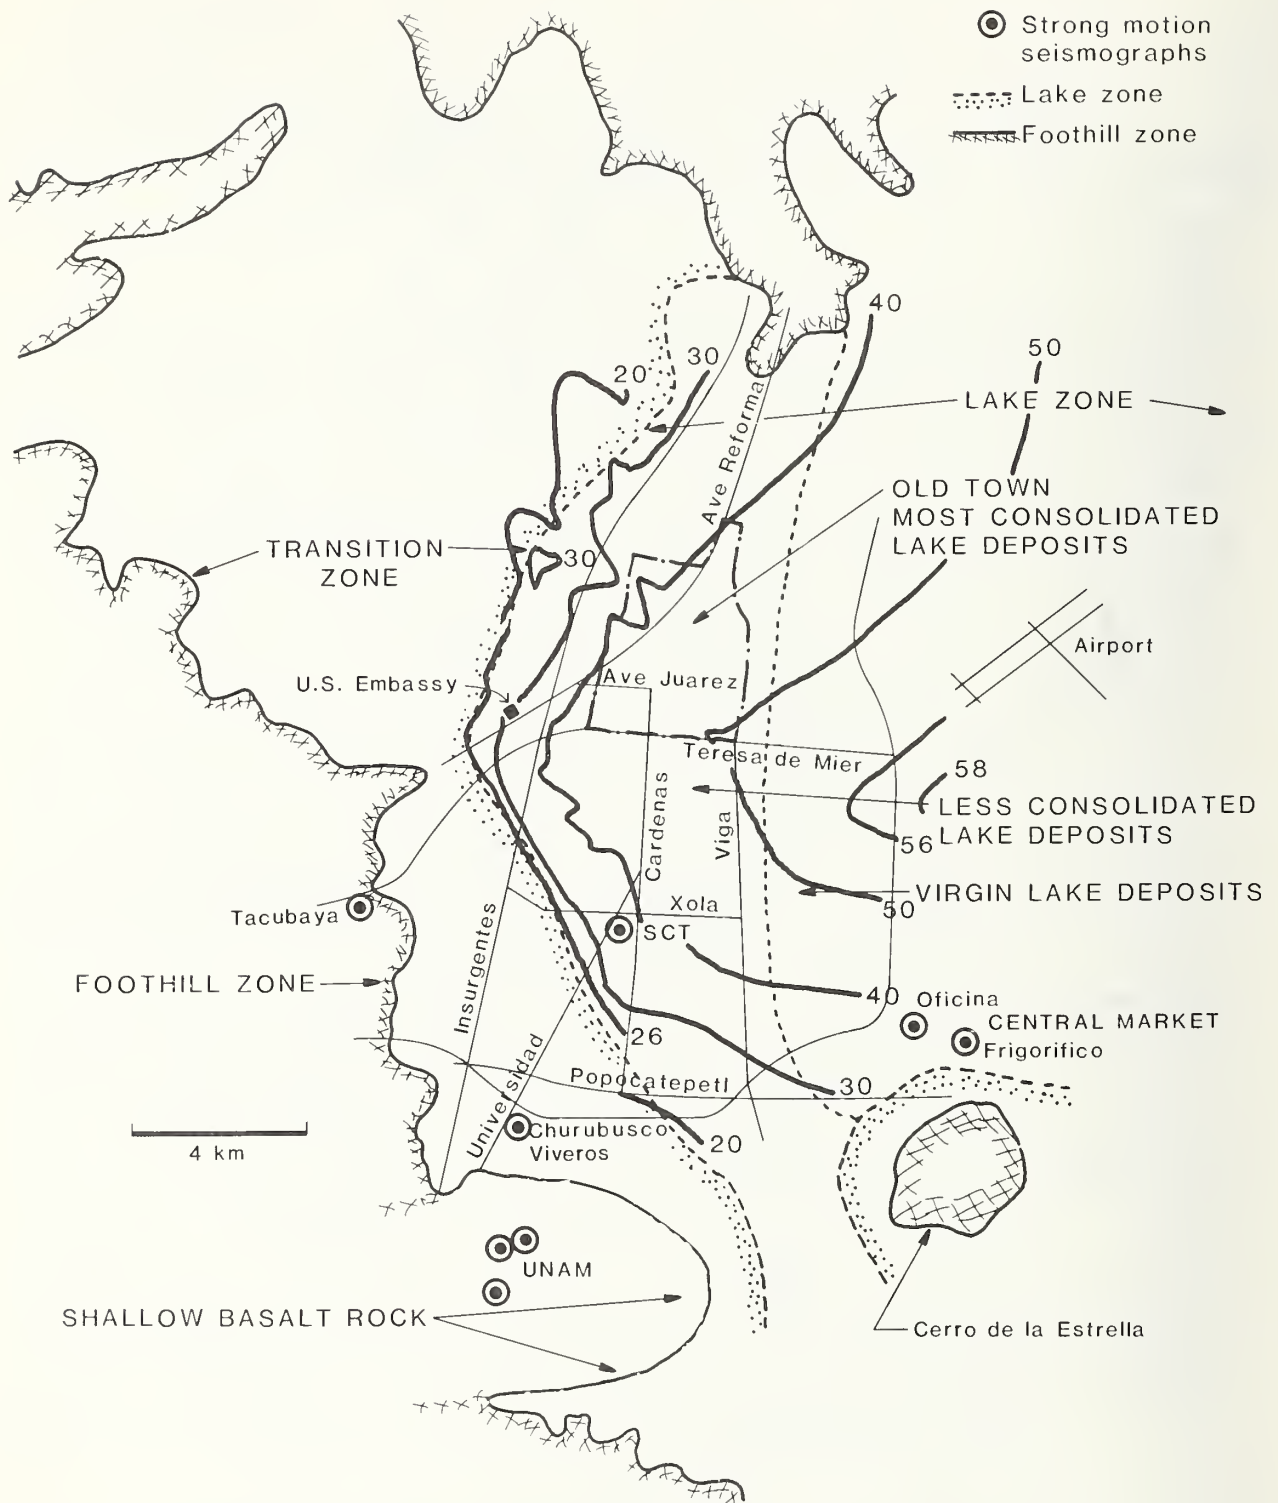 Strong motion
seismographs
Lake zone
Foothill zone
40
50
30
20
LAKE ZONE
Ave Reforma
OLD TOWN
MOST CONSOLIDATED
LAKE DEPOSITS
TRANSITION
ZONE
30
Airport
U.S. Embassy
Ave Juarez
Teresa de Mier
58
LESS CONSOLIDATED
LAKE DEPOSITS
56
Cardenas
Viga
VIRGIN LAKE DEPOSITS
50
Xola
Tacubaya
SCT
Insurgentes
FOOTHILL ZONE
40
Oficina
CENTRAL MARKET
Frigorifico
26
Universidad
Popocatepetl
30
4 km
Churubusco
Viveros
20
UNAM
SHALLOW BASALT ROCK
Cerro de la Estrella